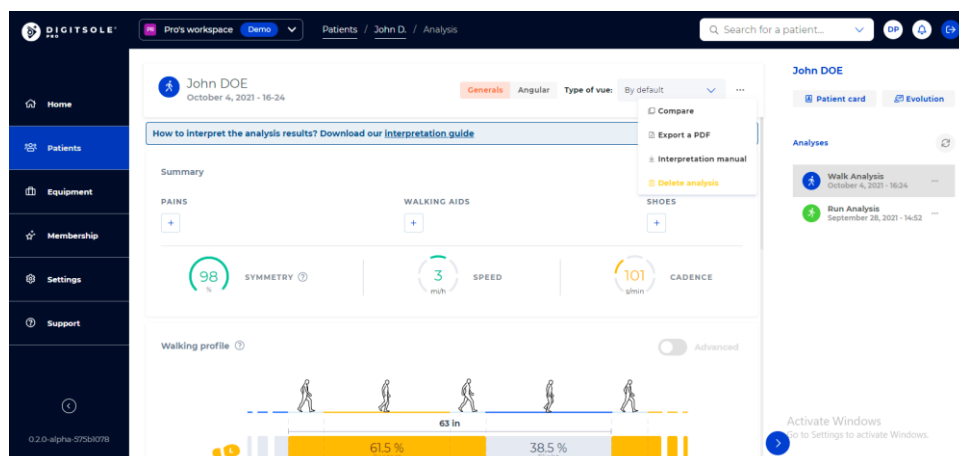 DIGITSOLE®
PRO
Pro's workspace Demo
Patients / John D. / Analysis
Search for a patient...
DP
Home
Patients
Equipment
Membership
Settings
Support
0.2.0-alpha-575b1078
John DOE
October 4, 2021 - 16-24
Generals Angular Type of vue: By default ...
Compare
Export a PDF
Interpretation manual
Delete analysis
How to interpret the analysis results? Download our interpretation guide
Summary
PAINS WALKING AIDS SHOES
+ + +
98 % SYMMETRY ?
3 mi/h SPEED
101 s/min CADENCE
Walking profile ? Advanced
63 in
L 61.5 % 38.5 %
John DOE
Patient card Evolution
Analyses
Walk Analysis ...
October 4, 2021 - 16:24
Run Analysis ...
September 28, 2021 - 14:52
Activate Windows
Go to Settings to activate Windows.